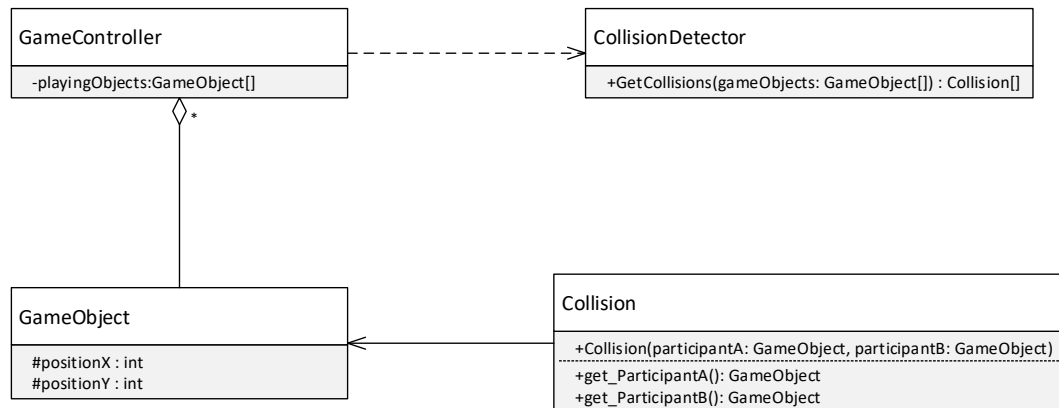 GameController
-playingObjects:GameObject[]
*
CollisionDetector
+GetCollisions(gameObjects: GameObject[]) : Collision[]
GameObject
#positionX : int
#positionY : int
Collision
+Collision(participantA: GameObject, participantB: GameObject)
+get_ParticipantA(): GameObject
+get_ParticipantB(): GameObject